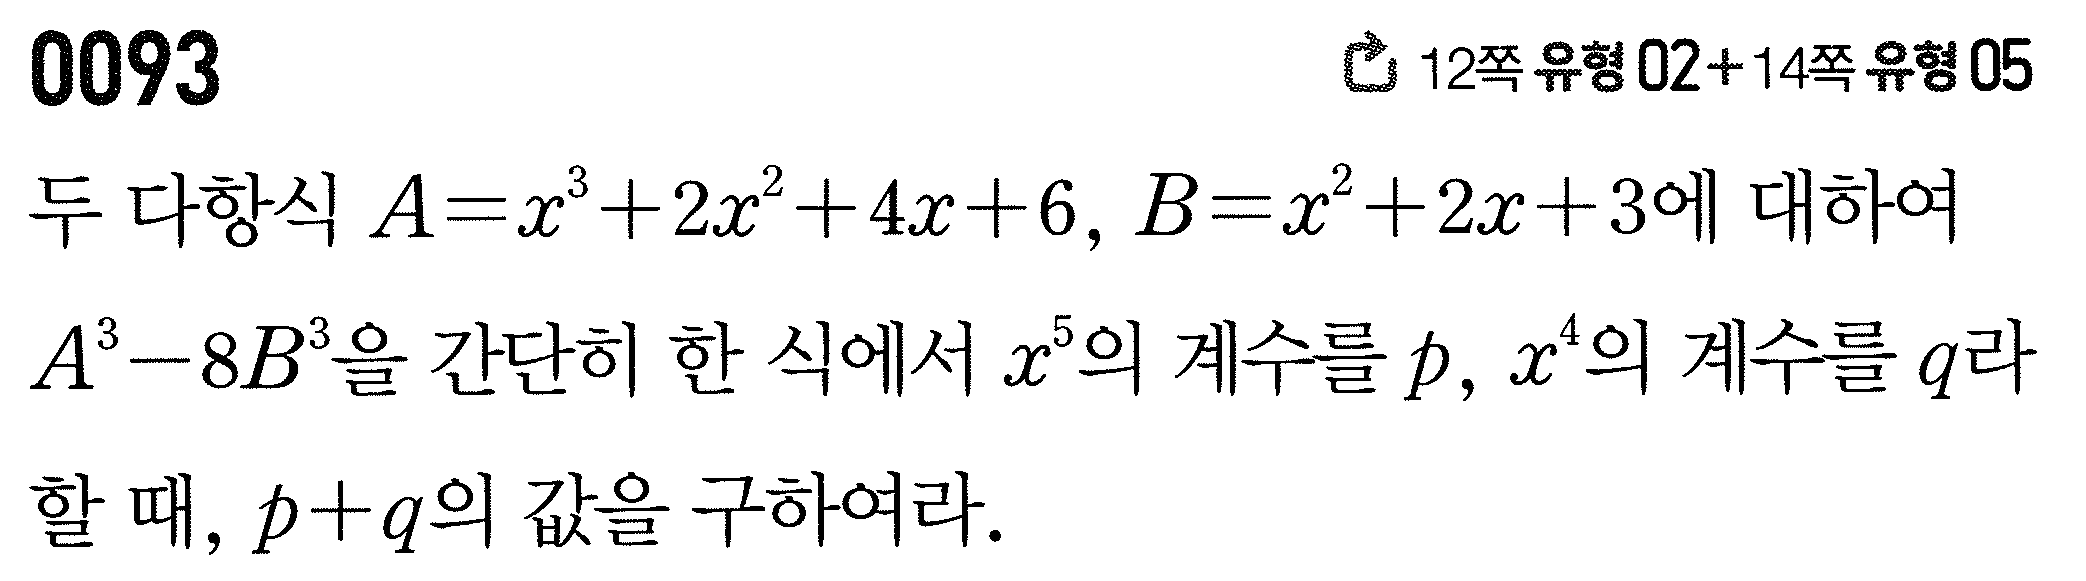 0093
12쪽 유형 02+14쪽 유형 05
두 다항식 A=x³+2x²+4x+6, B=x²+2x+3에 대하여
A³-8B³을 간단히 한 식에서 x⁵의 계수를 p, x⁴의 계수를 q라
할 때, p+q의 값을 구하여라.